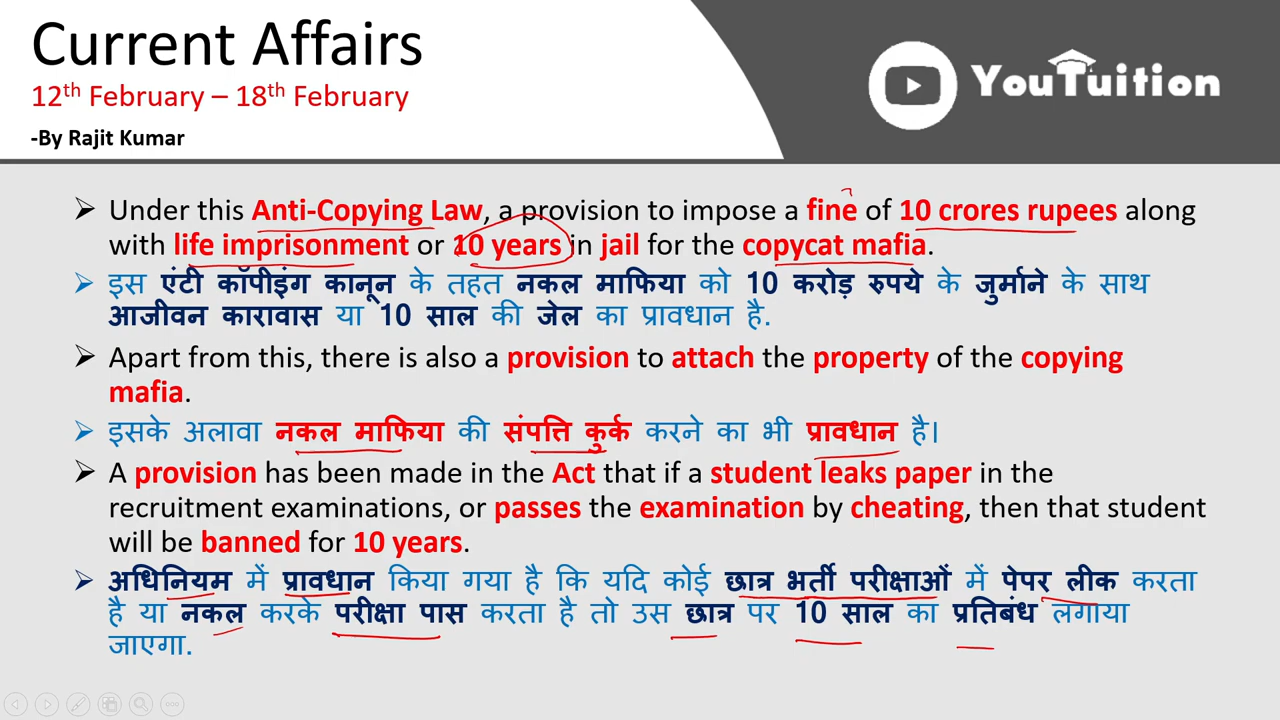 Current Affairs
12th February – 18th February
-By Rajit Kumar
YouTuition
➢ Under this Anti-Copying Law, a provision to impose a fine of 10 crores rupees along
with life imprisonment or 10 years in jail for the copycat mafia.
➢ इस एंटी कॉपीइंग कानून के तहत नकल माफिया को 10 करोड़ रुपये के जुर्माने के साथ
आजीवन कारावास या 10 साल की जेल का प्रावधान है.
➢ Apart from this, there is also a provision to attach the property of the copying
mafia.
➢ इसके अलावा नकल माफिया की संपत्ति कुर्क करने का भी प्रावधान है।
➢ A provision has been made in the Act that if a student leaks paper in the
recruitment examinations, or passes the examination by cheating, then that student
will be banned for 10 years.
➢ अधिनियम में प्रावधान किया गया है कि यदि कोई छात्र भर्ती परीक्षाओं में पेपर लीक करता
है या नकल करके परीक्षा पास करता है तो उस छात्र पर 10 साल का प्रतिबंध लगाया
जाएगा.